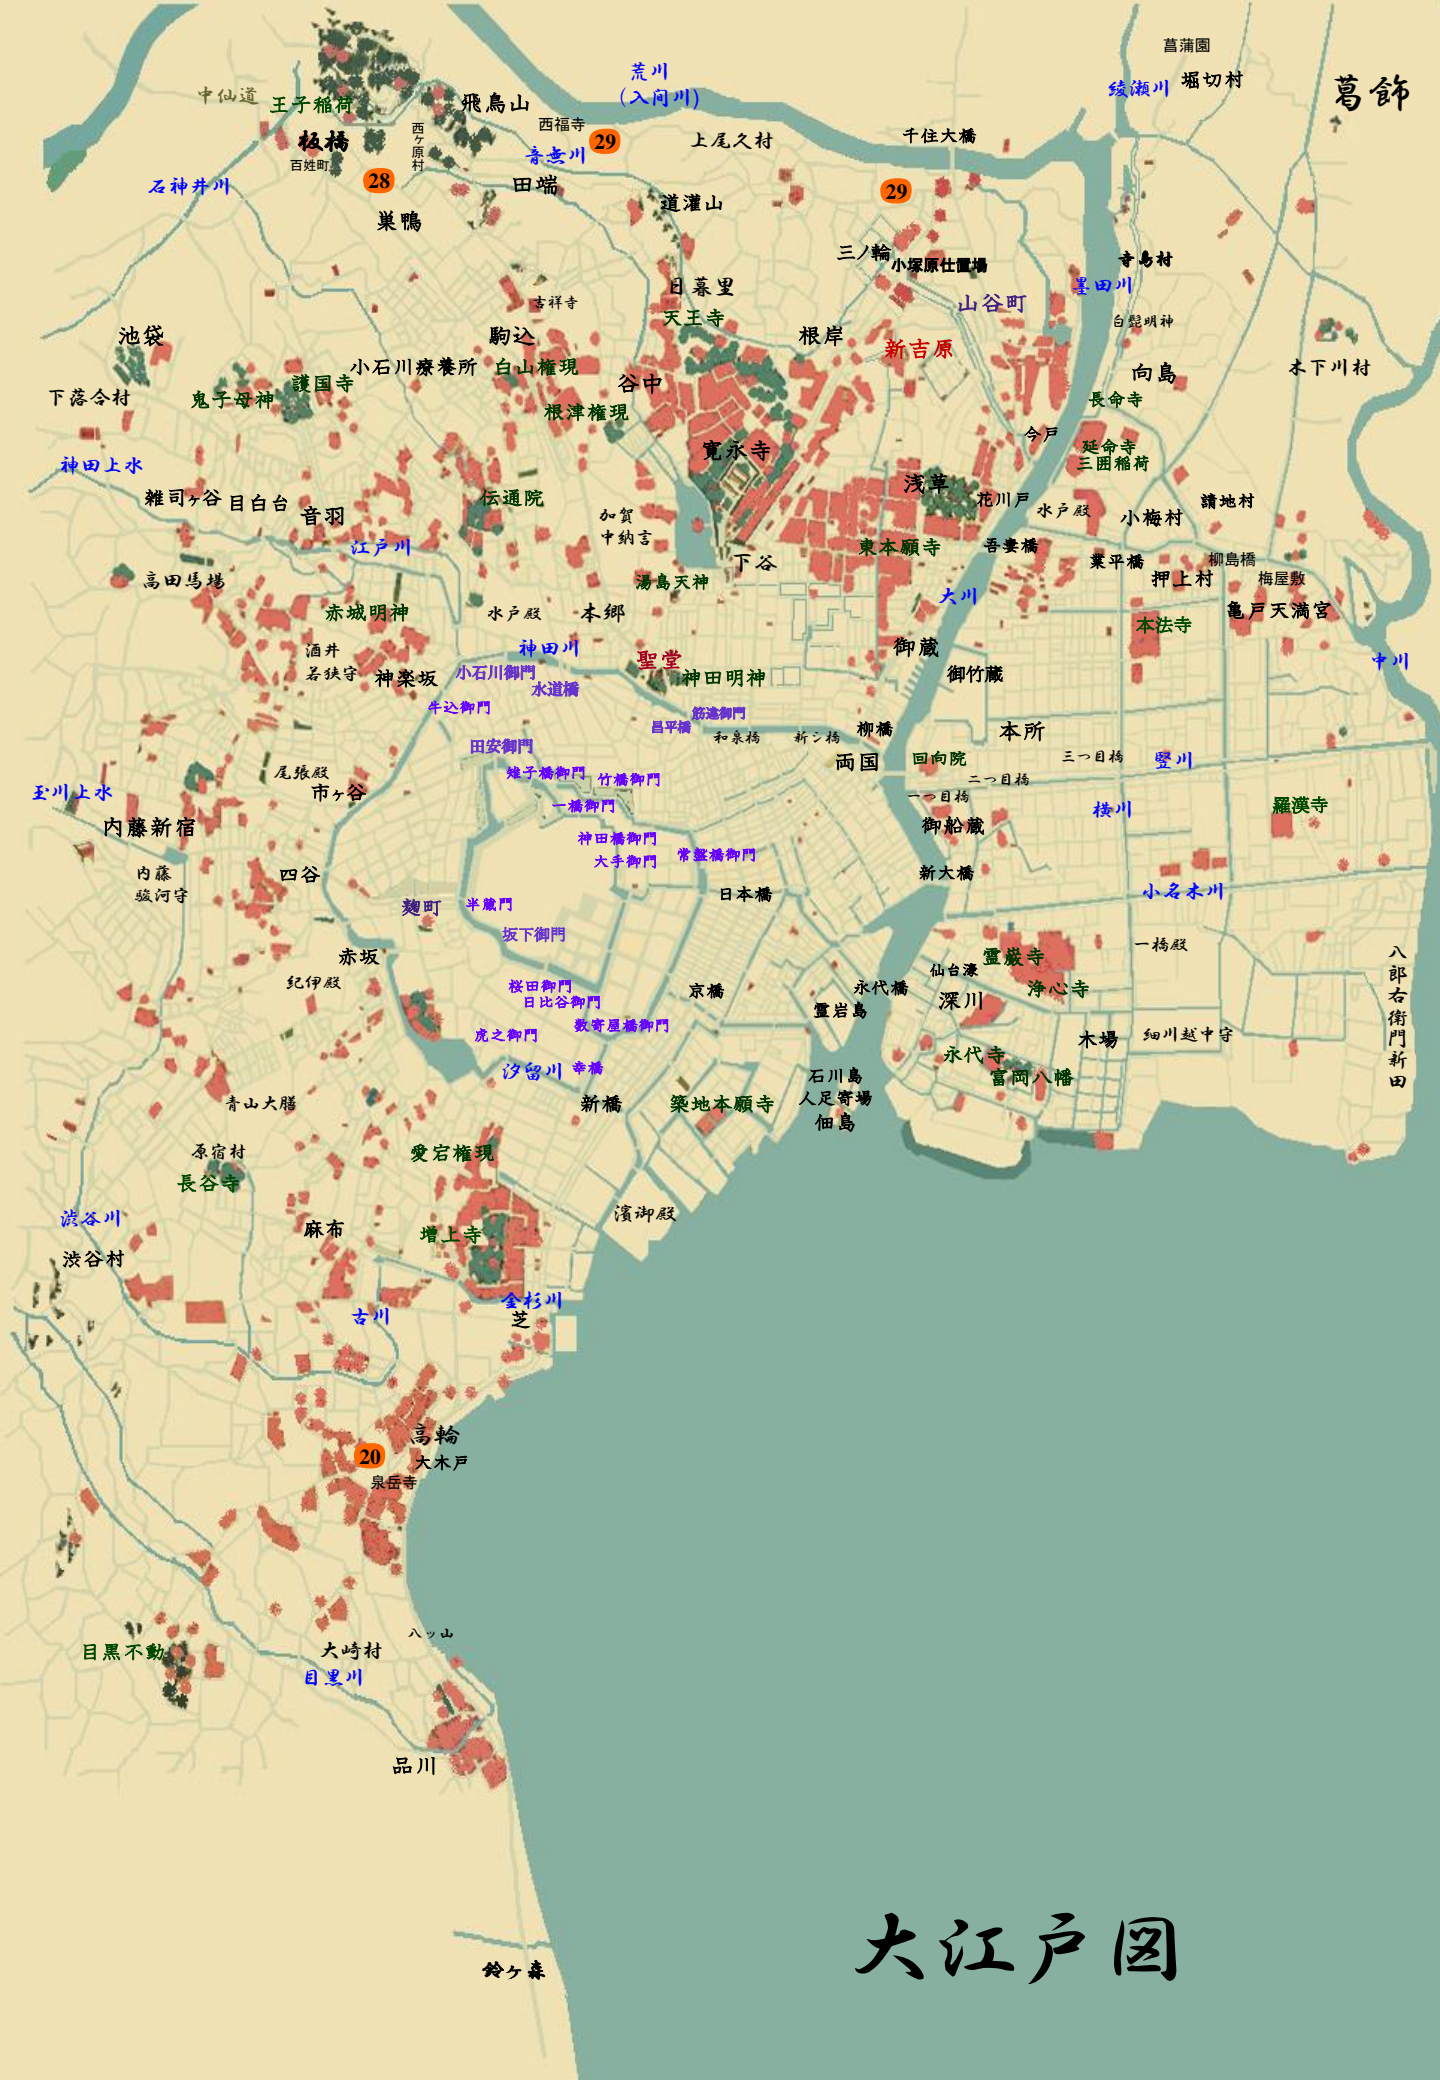 菖蒲園
荒川
(入间川)
綾瀬川
堀切村
葛飾
中仙道
王子稲荷
飛鳥山
西福寺
29
板橋
西ヶ原村
百姓町
音無川
上尾久村
千住大橋
28
石神井川
田端
29
巣鴨
道灌山
三ノ輪
小塚原仕置場
寺島村
日暮里
墨田川
吉祥寺
山谷町
天王寺
白髭明神
池袋
駒込
根岸
新吉原
小石川療養所
白山権現
木下川村
護国寺
谷中
向島
下落合村
鬼子母神
根津権現
長命寺
今戸
延命寺
寛永寺
三囲稲荷
神田上水
浅草
雑司ヶ谷
目白台
伝通院
花川戸
請地村
音羽
加賀
中納言
水戸殿
小梅村
江戸川
東本願寺
吾妻橋
業平橋
柳島橋
下谷
高田馬場
湯島天神
押上村
梅屋敷
大川
赤城明神
水戸殿
本郷
亀戸天満宮
本法寺
酒井
若狭守
神田川
御蔵
聖堂
中川
神楽坂
小石川御門
神田明神
御竹蔵
水道橋
牛込御門
筋違御門
昌平橋
和泉橋
新シ橋
柳橋
本所
田安御門
両国
回向院
三つ目橋
竪川
尾張殿
雉子橋御門
竹橋御門
二つ目橋
玉川上水
市ヶ谷
一橋御門
一つ目橋
横川
羅漢寺
内藤新宿
神田橋御門
御船蔵
大手御門
常盤橋御門
内藤
駿河守
四谷
新大橋
小名木川
日本橋
麹町
半蔵門
坂下御門
一橋殿
赤坂
霊巌寺
仙台濠
紀伊殿
桜田御門
永代橋
浄心寺
京橋
日比谷御門
霊岩島
深川
八郎右衛門新田
数寄屋橋御門
虎之御門
木場
細川越中守
永代寺
汐留川
幸橋
石川島
人足寄場
佃島
富岡八幡
青山大膳
新橋
築地本願寺
原宿村
愛宕権現
長谷寺
渋谷川
濱御殿
麻布
増上寺
渋谷村
金杉川
古川
芝
高輪
20
大木戸
泉岳寺
八ッ山
目黒不動
大崎村
目黒川
品川
大江戸図
鈴ヶ森